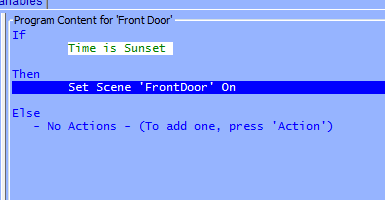 Program Content for 'Front Door'
If
Time is Sunset
Then
Set Scene 'FrontDoor' On
Else
- No Actions - (To add one, press 'Action')